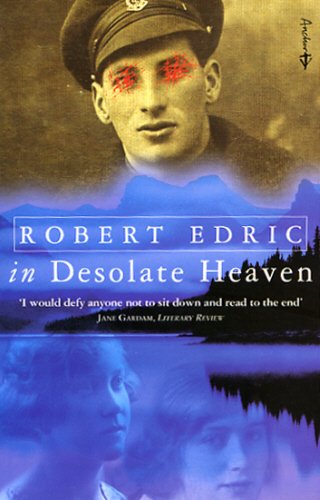 Anchor
ROBERT EDRIC
in Desolate Heaven
'I would defy anyone not to sit down and read to the end'
JANE GARDAM, LITERARY REVIEW